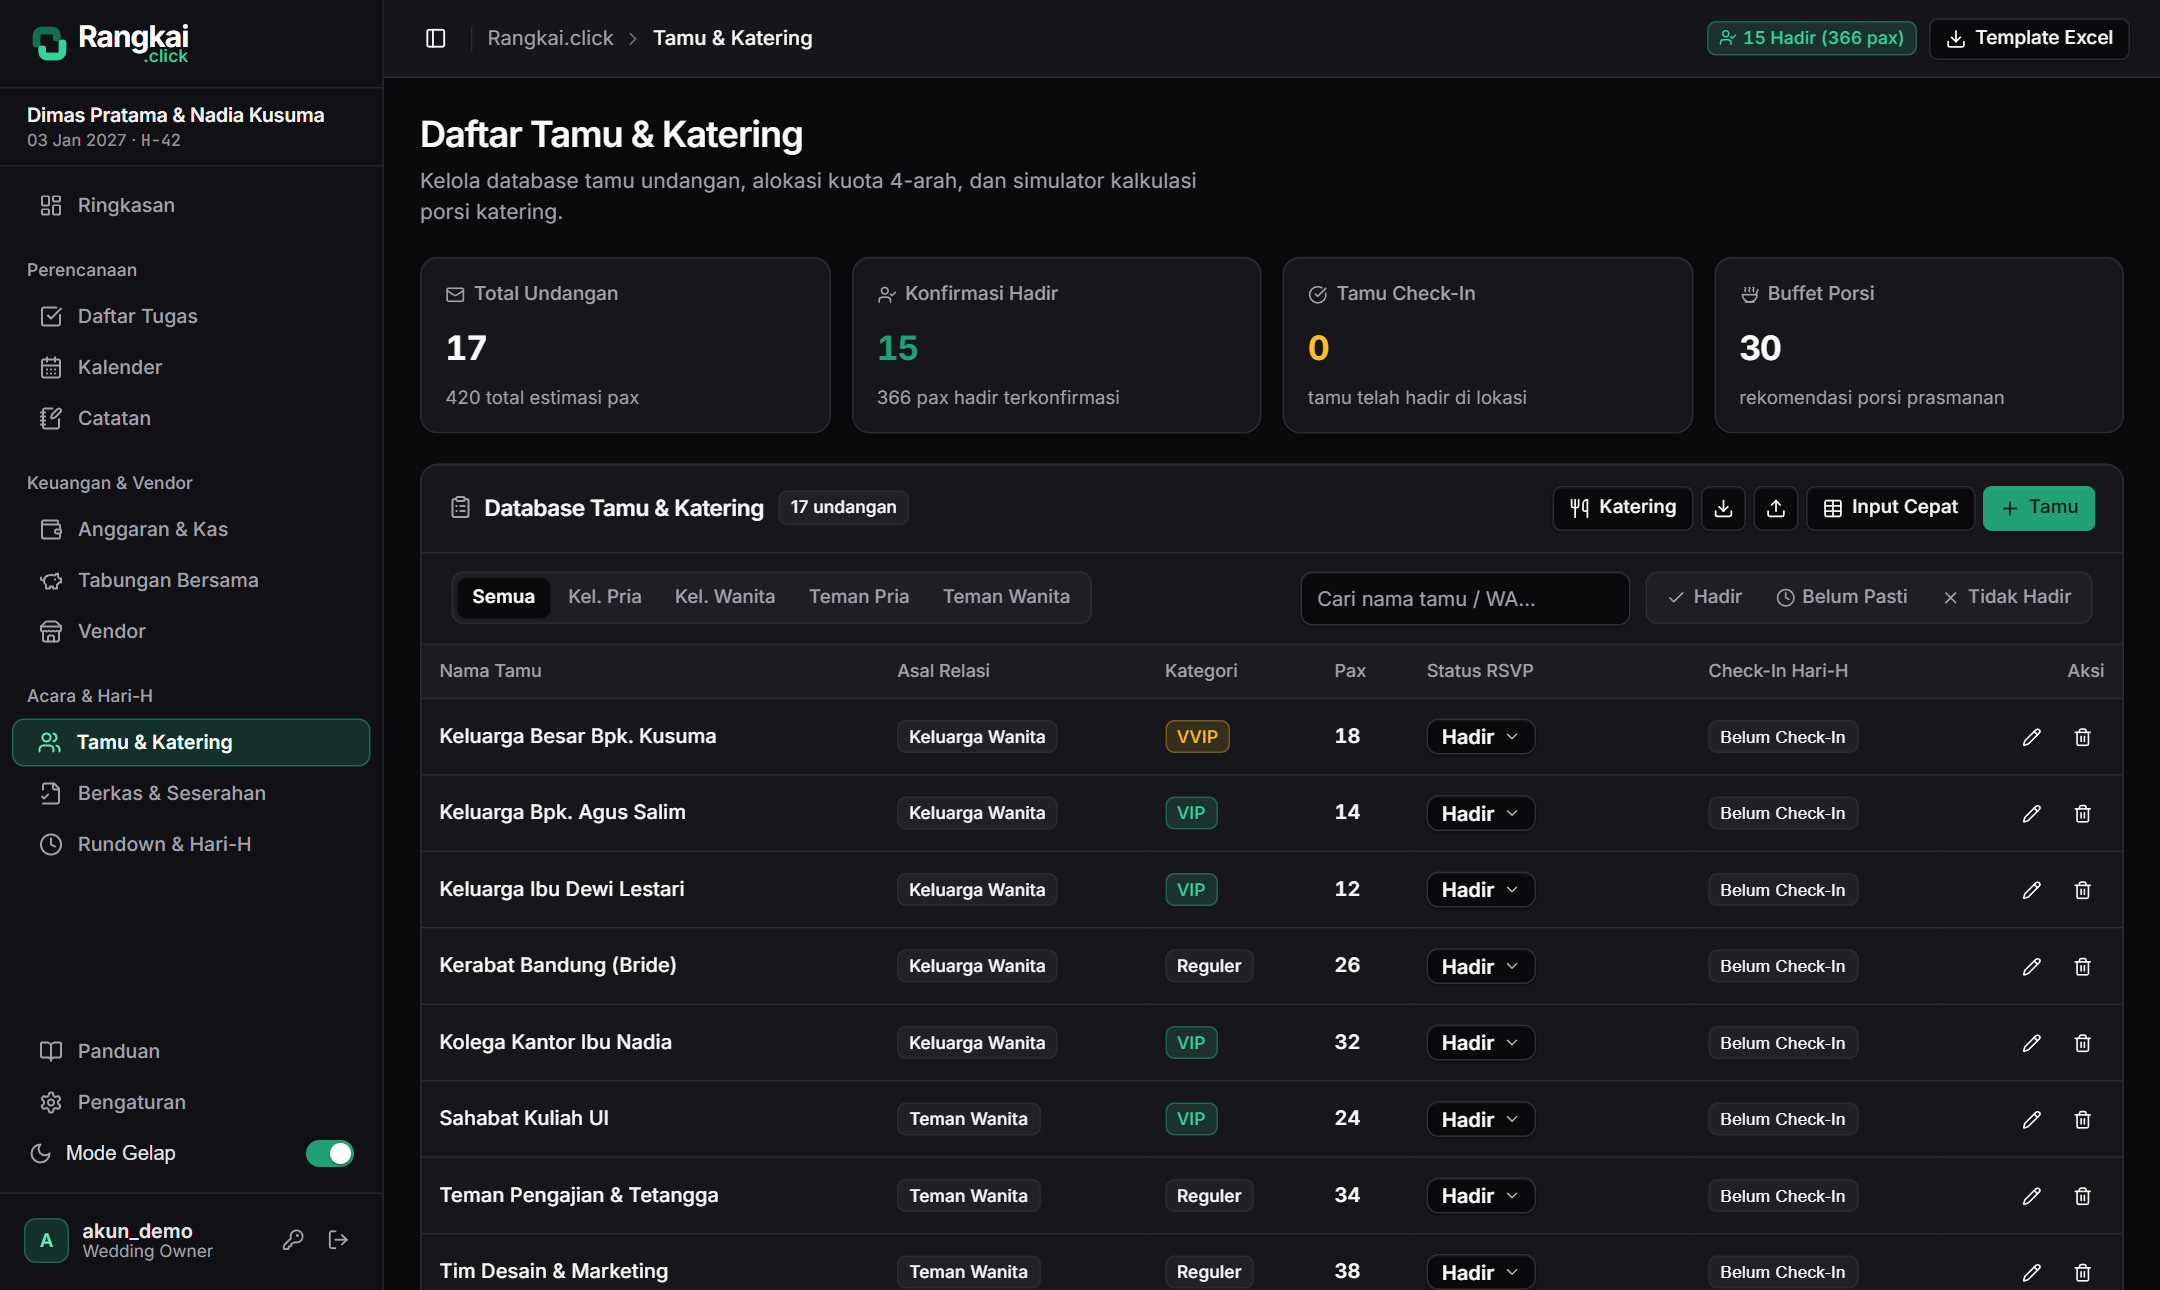 Rangkai
.click
Dimas Pratama & Nadia Kusuma
03 Jan 2027 · H-42
Ringkasan
Perencanaan
Daftar Tugas
Kalender
Catatan
Keuangan & Vendor
Anggaran & Kas
Tabungan Bersama
Vendor
Acara & Hari-H
Tamu & Katering
Berkas & Seserahan
Rundown & Hari-H
Panduan
Pengaturan
Mode Gelap
A
akun_demo
Wedding Owner
Rangkai.click > Tamu & Katering
15 Hadir (366 pax)
Template Excel
Daftar Tamu & Katering
Kelola database tamu undangan, alokasi kuota 4-arah, dan simulator kalkulasi
porsi katering.
Total Undangan
17
420 total estimasi pax
Konfirmasi Hadir
15
366 pax hadir terkonfirmasi
Tamu Check-In
0
tamu telah hadir di lokasi
Buffet Porsi
30
rekomendasi porsi prasmanan
Database Tamu & Katering 17 undangan
Katering Input Cepat + Tamu
Semua Kel. Pria Kel. Wanita Teman Pria Teman Wanita
Cari nama tamu / WA...
Hadir Belum Pasti Tidak Hadir
Nama Tamu Asal Relasi Kategori Pax Status RSVP Check-In Hari-H Aksi
Keluarga Besar Bpk. Kusuma Keluarga Wanita VVIP 18 Hadir Belum Check-In
Keluarga Bpk. Agus Salim Keluarga Wanita VIP 14 Hadir Belum Check-In
Keluarga Ibu Dewi Lestari Keluarga Wanita VIP 12 Hadir Belum Check-In
Kerabat Bandung (Bride) Keluarga Wanita Reguler 26 Hadir Belum Check-In
Kolega Kantor Ibu Nadia Keluarga Wanita VIP 32 Hadir Belum Check-In
Sahabat Kuliah UI Teman Wanita VIP 24 Hadir Belum Check-In
Teman Pengajian & Tetangga Teman Wanita Reguler 34 Hadir Belum Check-In
Tim Desain & Marketing Teman Wanita Reguler 38 Hadir Belum Check-In